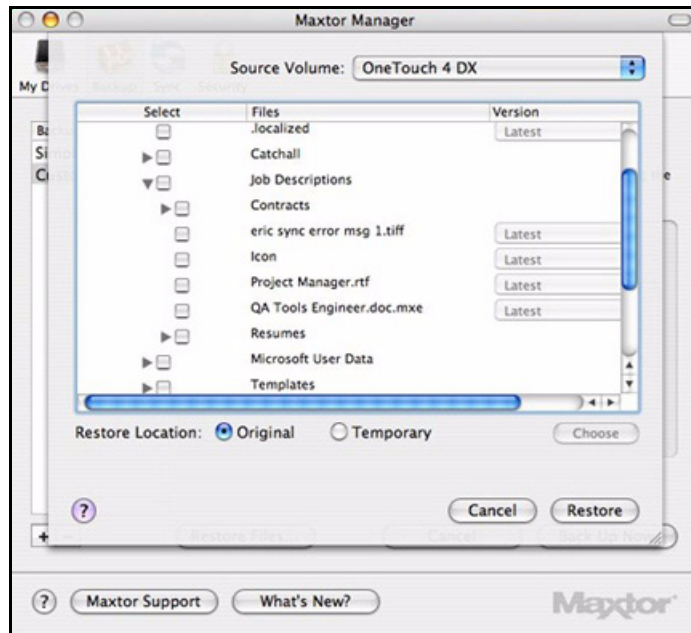 Maxtor Manager
Source Volume: OneTouch 4 DX
My Drives Backup Sync Security
Select Files Version
.localized Latest
Catchall
Job Descriptions
Contracts
eric sync error msg 1.tiff Latest
Icon Latest
Project Manager.rtf Latest
QA Tools Engineer.doc.mxe Latest
Resumes
Microsoft User Data
Templates
Restore Location: Original Temporary Choose
? Cancel Restore
+ - Restore Files... Cancel Back Up Now
? Maxtor Support What's New? Maxtor